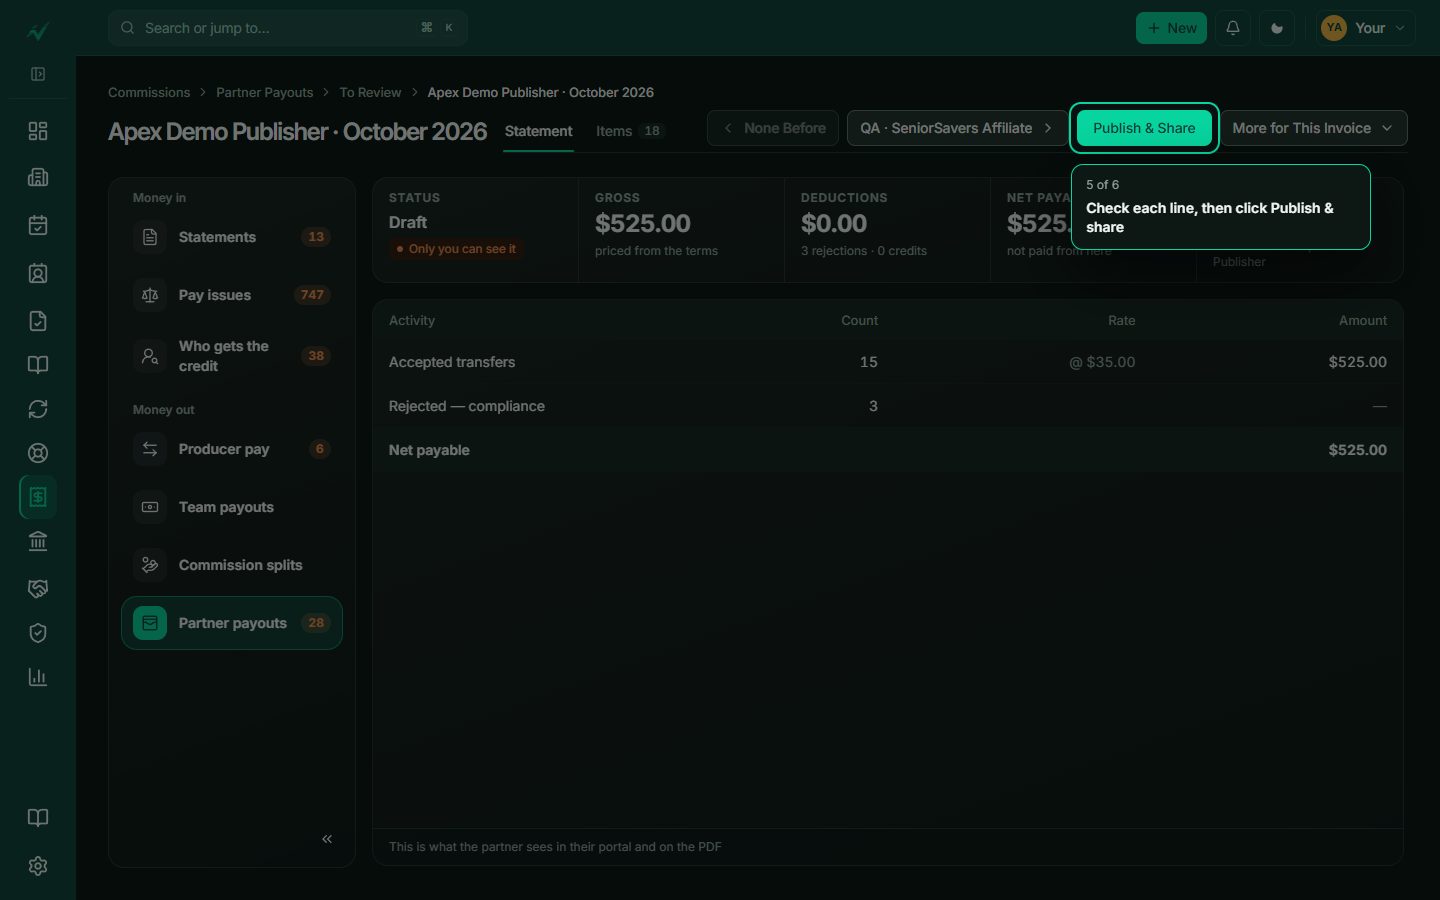 Search or jump to...
⌘ K
New
YA
Your
Commissions > Partner Payouts > To Review > Apex Demo Publisher · October 2026
Apex Demo Publisher · October 2026
Statement
Items 18
None Before
QA · SeniorSavers Affiliate
Publish & Share
More for This Invoice
5 of 6
Check each line, then click Publish &
share
Money in
Statements 13
Pay issues 747
Who gets the
credit
38
Money out
Producer pay 6
Team payouts
Commission splits
Partner payouts 28
STATUS
Draft
Only you can see it
GROSS
$525.00
priced from the terms
DEDUCTIONS
$0.00
3 rejections · 0 credits
NET PAYA
$525.
not paid from here
Publisher
Activity Count Rate Amount
Accepted transfers 15 @ $35.00 $525.00
Rejected — compliance 3 —
Net payable $525.00
This is what the partner sees in their portal and on the PDF